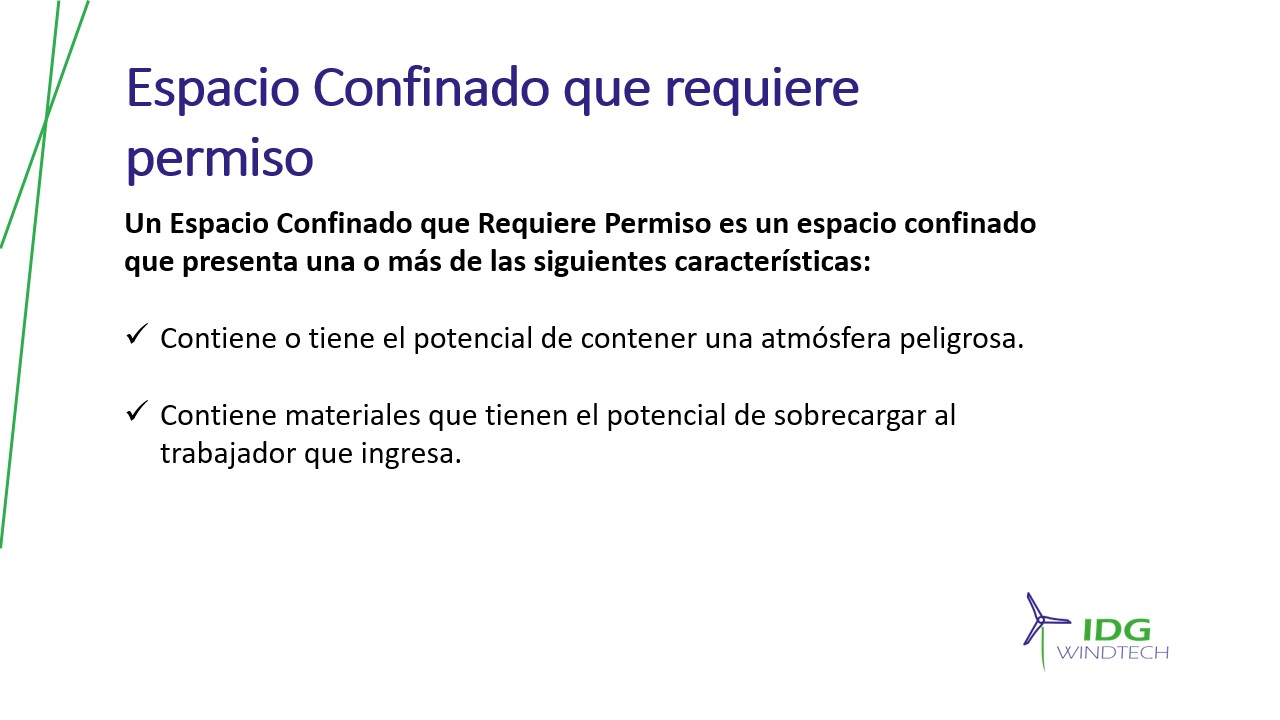 Espacio Confinado que requiere
permiso
Un Espacio Confinado que Requiere Permiso es un espacio confinado
que presenta una o más de las siguientes características:
✓ Contiene o tiene el potencial de contener una atmósfera peligrosa.
✓ Contiene materiales que tienen el potencial de sobrecargar al
trabajador que ingresa.
IDG
WINDTECH